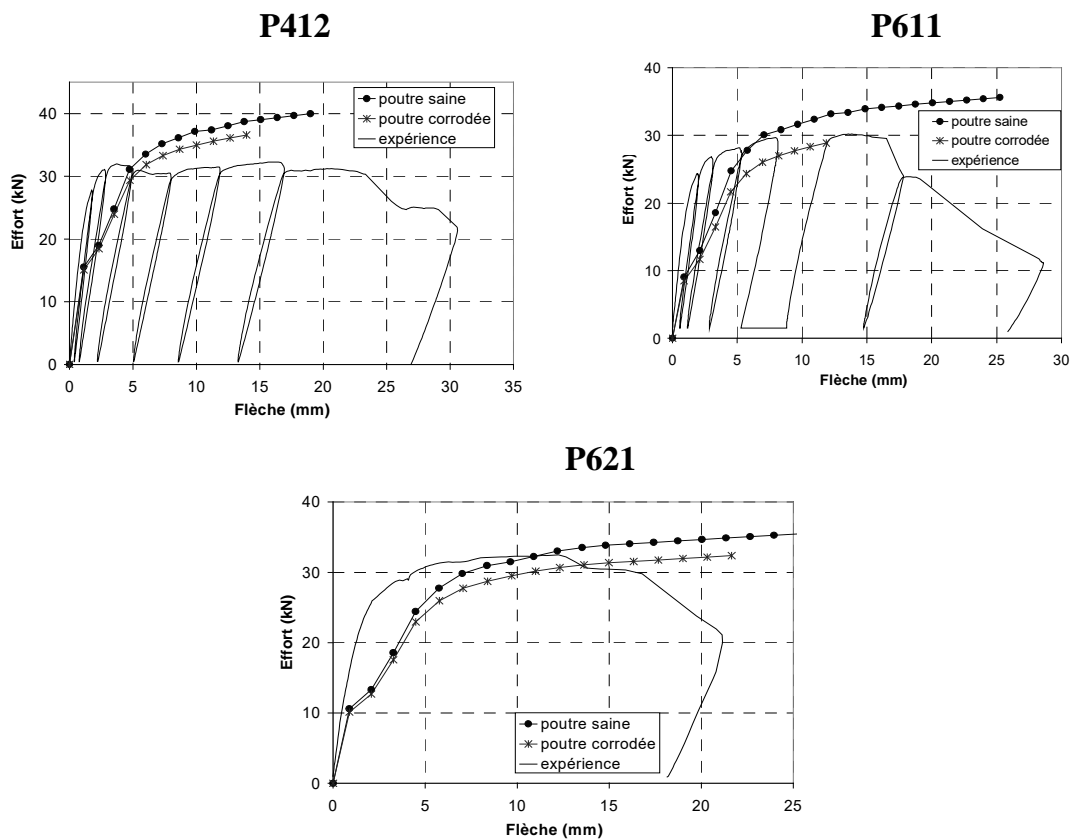 P412
P611
Effort (kN)
50
40
30
20
10
0
0 5 10 15 20 25 30 35
Flèche (mm)
poutre saine
poutre corrodée
expérience
Effort (kN)
40
30
20
10
0
0 5 10 15 20 25 30
Flèche (mm)
poutre saine
poutre corrodée
expérience
P621
Effort (kN)
40
30
20
10
0
0 5 10 15 20 25
Flèche (mm)
poutre saine
poutre corrodée
expérience